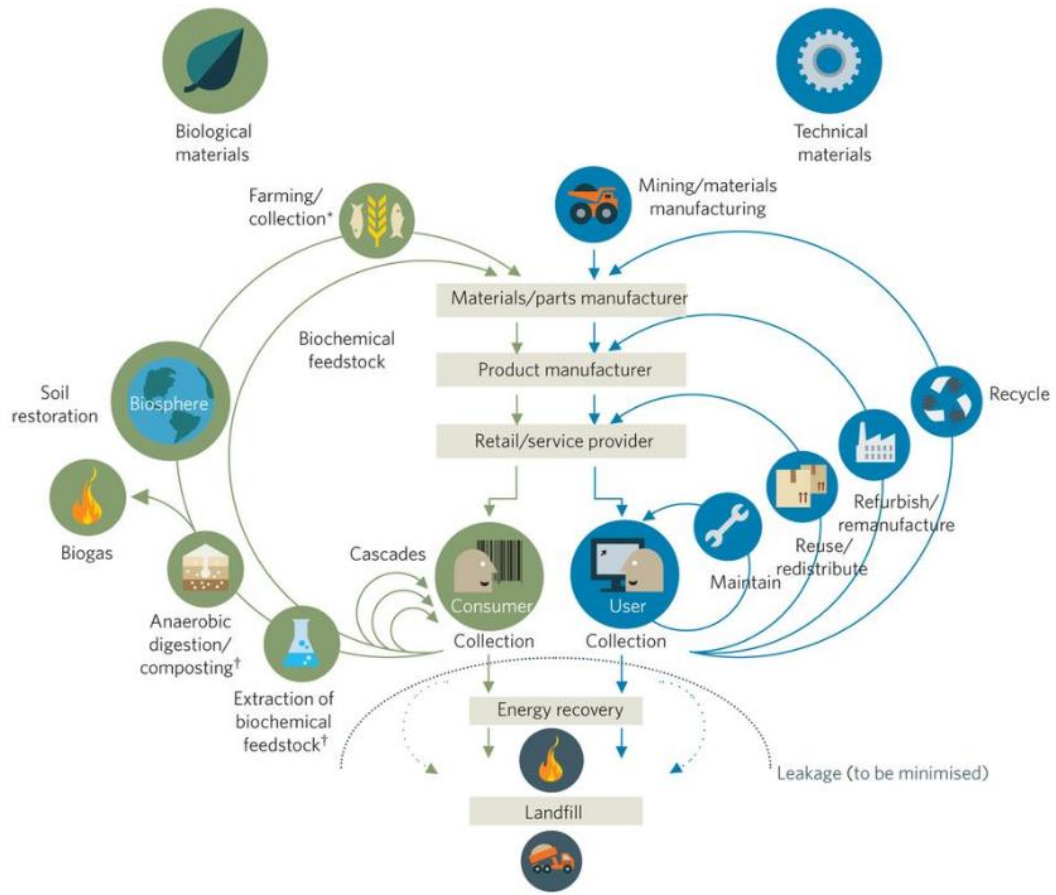 Biological
materials
Technical
materials
Farming/
collection*
Mining/materials
manufacturing
Materials/parts manufacturer
Biochemical
feedstock
Product manufacturer
Soil
restoration
Biosphere
Recycle
Retail/service provider
Refurbish/
remanufacture
Biogas
Cascades
Reuse/
redistribute
Maintain
Consumer
User
Anaerobic
digestion/
composting†
Collection
Collection
Extraction of
biochemical
feedstock†
Energy recovery
Leakage (to be minimised)
Landfill